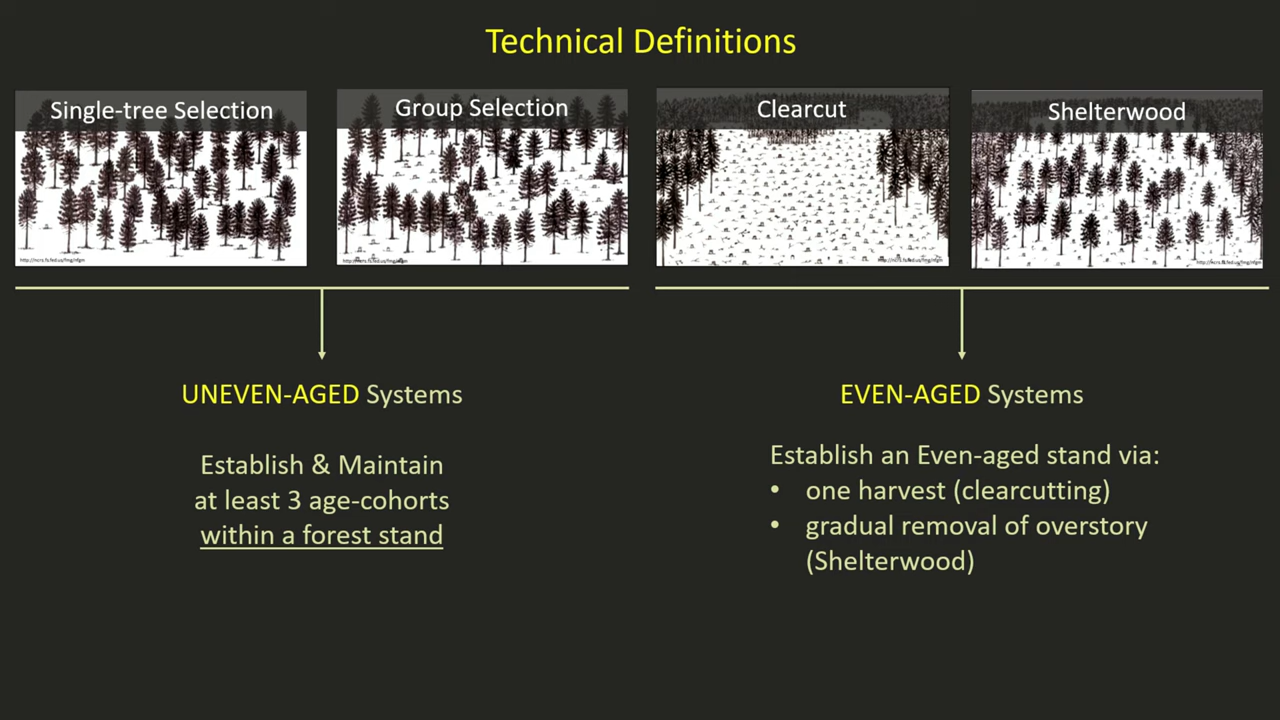 Technical Definitions
Single-tree Selection
Group Selection
Clearcut
Shelterwood
UNEVEN-AGED Systems
Establish & Maintain
at least 3 age-cohorts
within a forest stand
EVEN-AGED Systems
Establish an Even-aged stand via:
• one harvest (clearcutting)
• gradual removal of overstory
(Shelterwood)